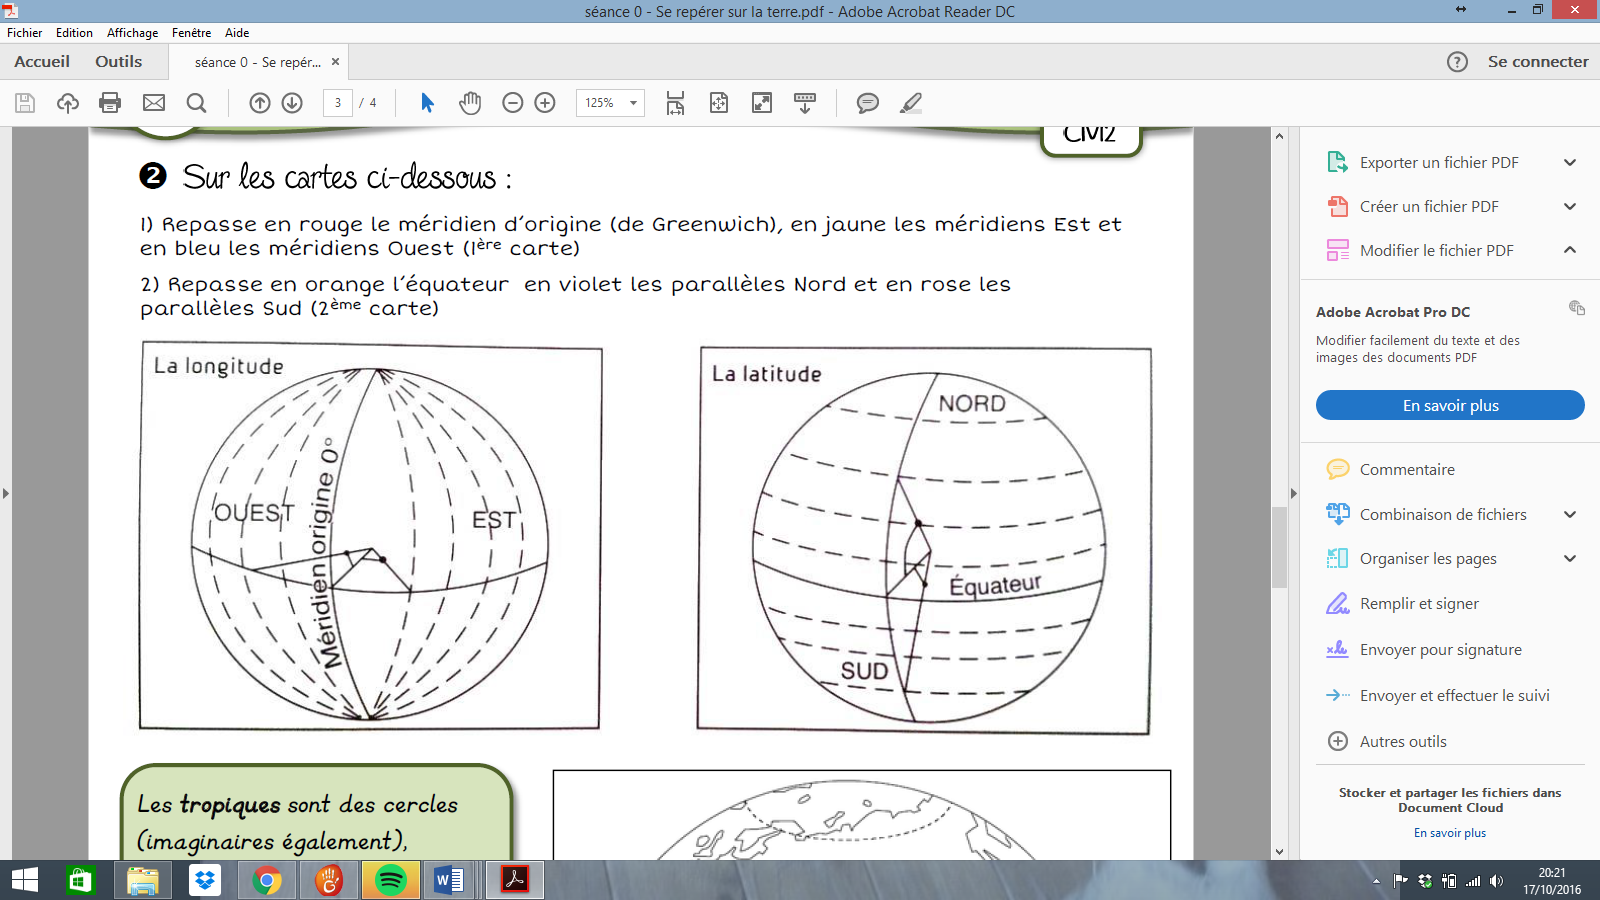 séance 0 - Se repérer sur la terre.pdf - Adobe Acrobat Reader DC
Fichier Edition Affichage Fenêtre Aide
Accueil Outils séance 0 - Se repér... × Se connecter
3 / 4 125%
CM2
2 Sur les cartes ci-dessous :
1) Repasse en rouge le méridien d'origine (de Greenwich), en jaune les méridiens Est et
en bleu les méridiens Ouest (1ère carte)
2) Repasse en orange l'équateur en violet les parallèles Nord et en rose les
parallèles Sud (2ème carte)
La longitude
OUEST
Méridien origine 0°
EST
La latitude
NORD
Équateur
SUD
Les tropiques sont des cercles
(imaginaires également),
Exporter un fichier PDF
Créer un fichier PDF
Modifier le fichier PDF
Adobe Acrobat Pro DC
Modifier facilement du texte et des
images des documents PDF
En savoir plus
Commentaire
Combinaison de fichiers
Organiser les pages
Remplir et signer
Envoyer pour signature
Envoyer et effectuer le suivi
Autres outils
Stocker et partager les fichiers dans
Document Cloud
En savoir plus
20:21
17/10/2016